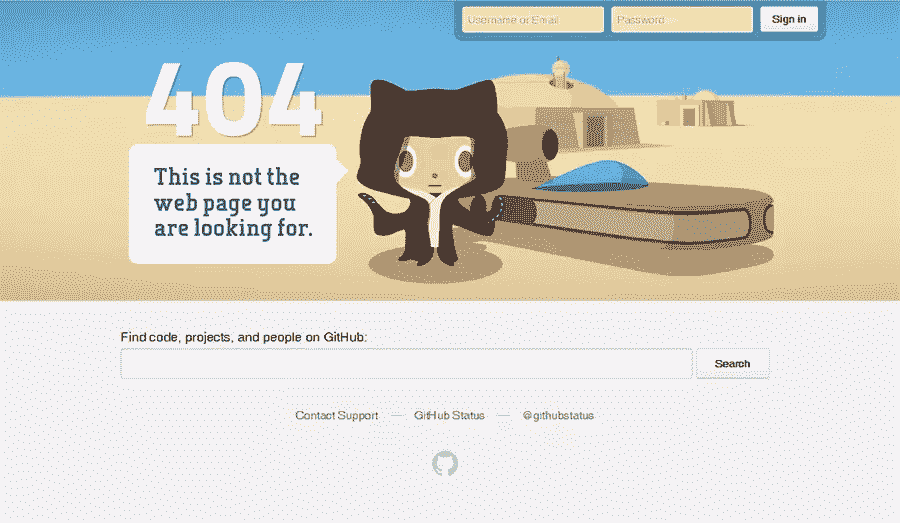 Username or Email Password Sign in
404
This is not the
web page you
are looking for.
Find code, projects, and people on GitHub:
Search
Contact Support — GitHub Status — @githubstatus